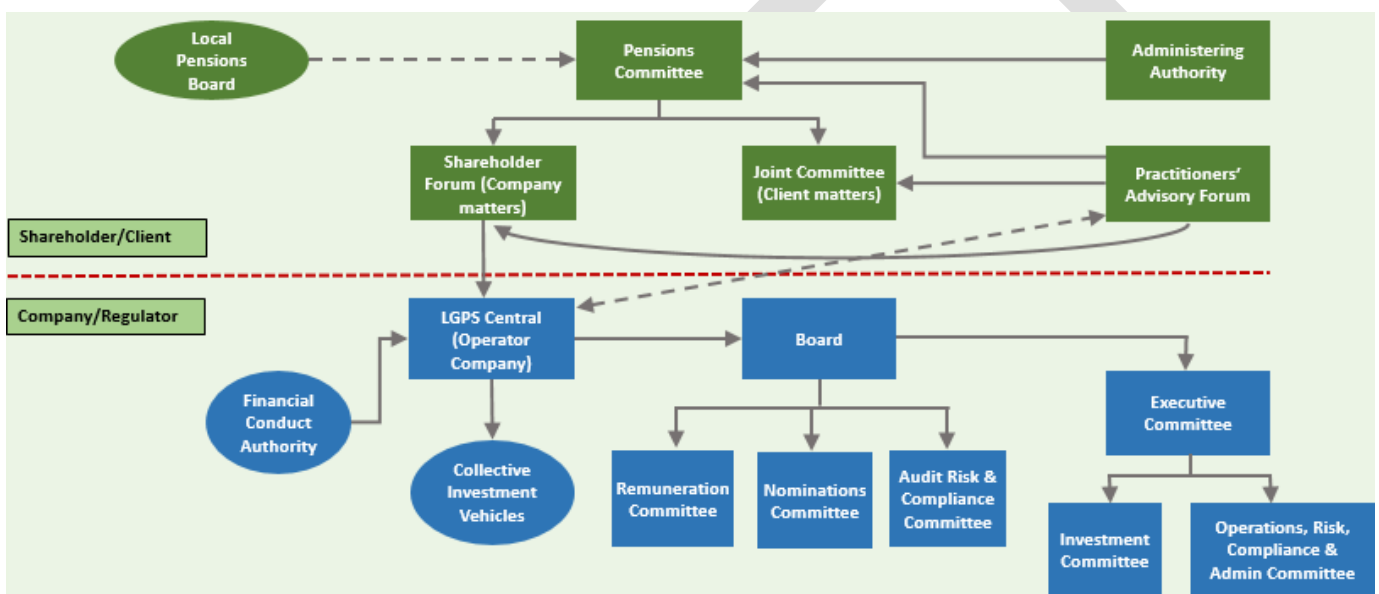 Local
Pensions
Board
Pensions
Committee
Administering
Authority
Shareholder
Forum (Company
matters)
Joint Committee
(Client matters)
Practitioners'
Advisory Forum
Shareholder/Client
Company/Regulator
LGPS Central
(Operator
Company)
Board
Financial
Conduct
Authority
Executive
Committee
Collective
Investment
Vehicles
Remuneration
Committee
Nominations
Committee
Audit Risk &
Compliance
Committee
Investment
Committee
Operations, Risk,
Compliance &
Admin Committee